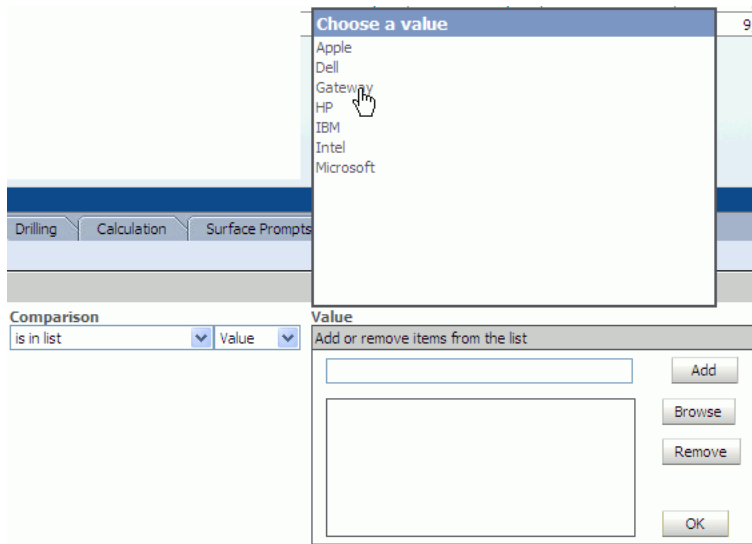 Choose a value
9
Apple
Dell
Gateway
HP
IBM
Intel
Microsoft
Drilling Calculation Surface Prompts
Comparison Value
is in list Value Add or remove items from the list
Add
Browse
Remove
OK